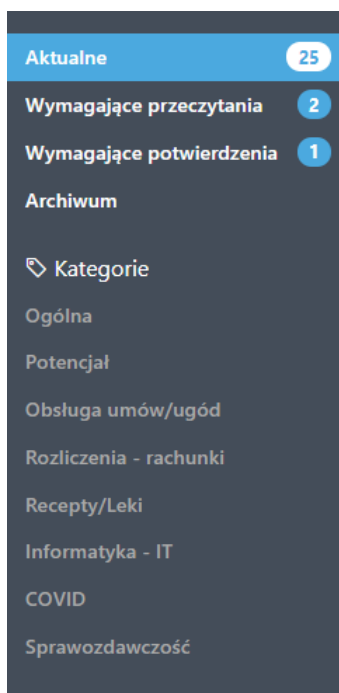 Aktualne 25
Wymagające przeczytania 2
Wymagające potwierdzenia 1
Archiwum
Kategorie
Ogólna
Potencjał
Obsługa umów/ugód
Rozliczenia - rachunki
Recepty/Leki
Informatyka - IT
COVID
Sprawozdawczość